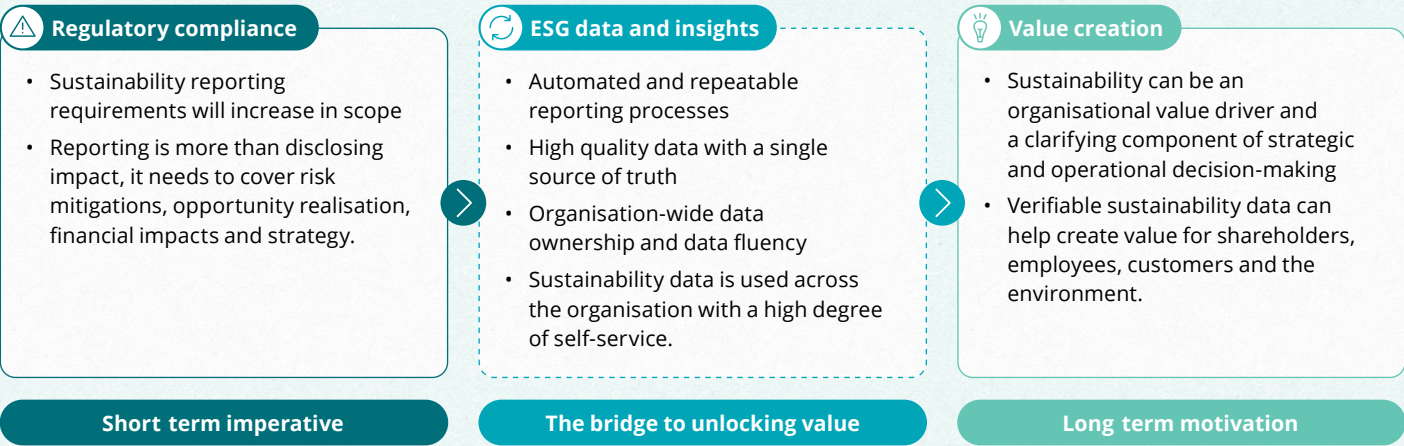 Regulatory compliance
• Sustainability reporting
requirements will increase in scope
• Reporting is more than disclosing
impact, it needs to cover risk
mitigations, opportunity realisation,
financial impacts and strategy.
Short term imperative
ESG data and insights
• Automated and repeatable
reporting processes
• High quality data with a single
source of truth
• Organisation-wide data
ownership and data fluency
• Sustainability data is used across
the organisation with a high degree
of self-service.
The bridge to unlocking value
Value creation
• Sustainability can be an
organisational value driver and
a clarifying component of strategic
and operational decision-making
• Verifiable sustainability data can
help create value for shareholders,
employees, customers and the
environment.
Long term motivation